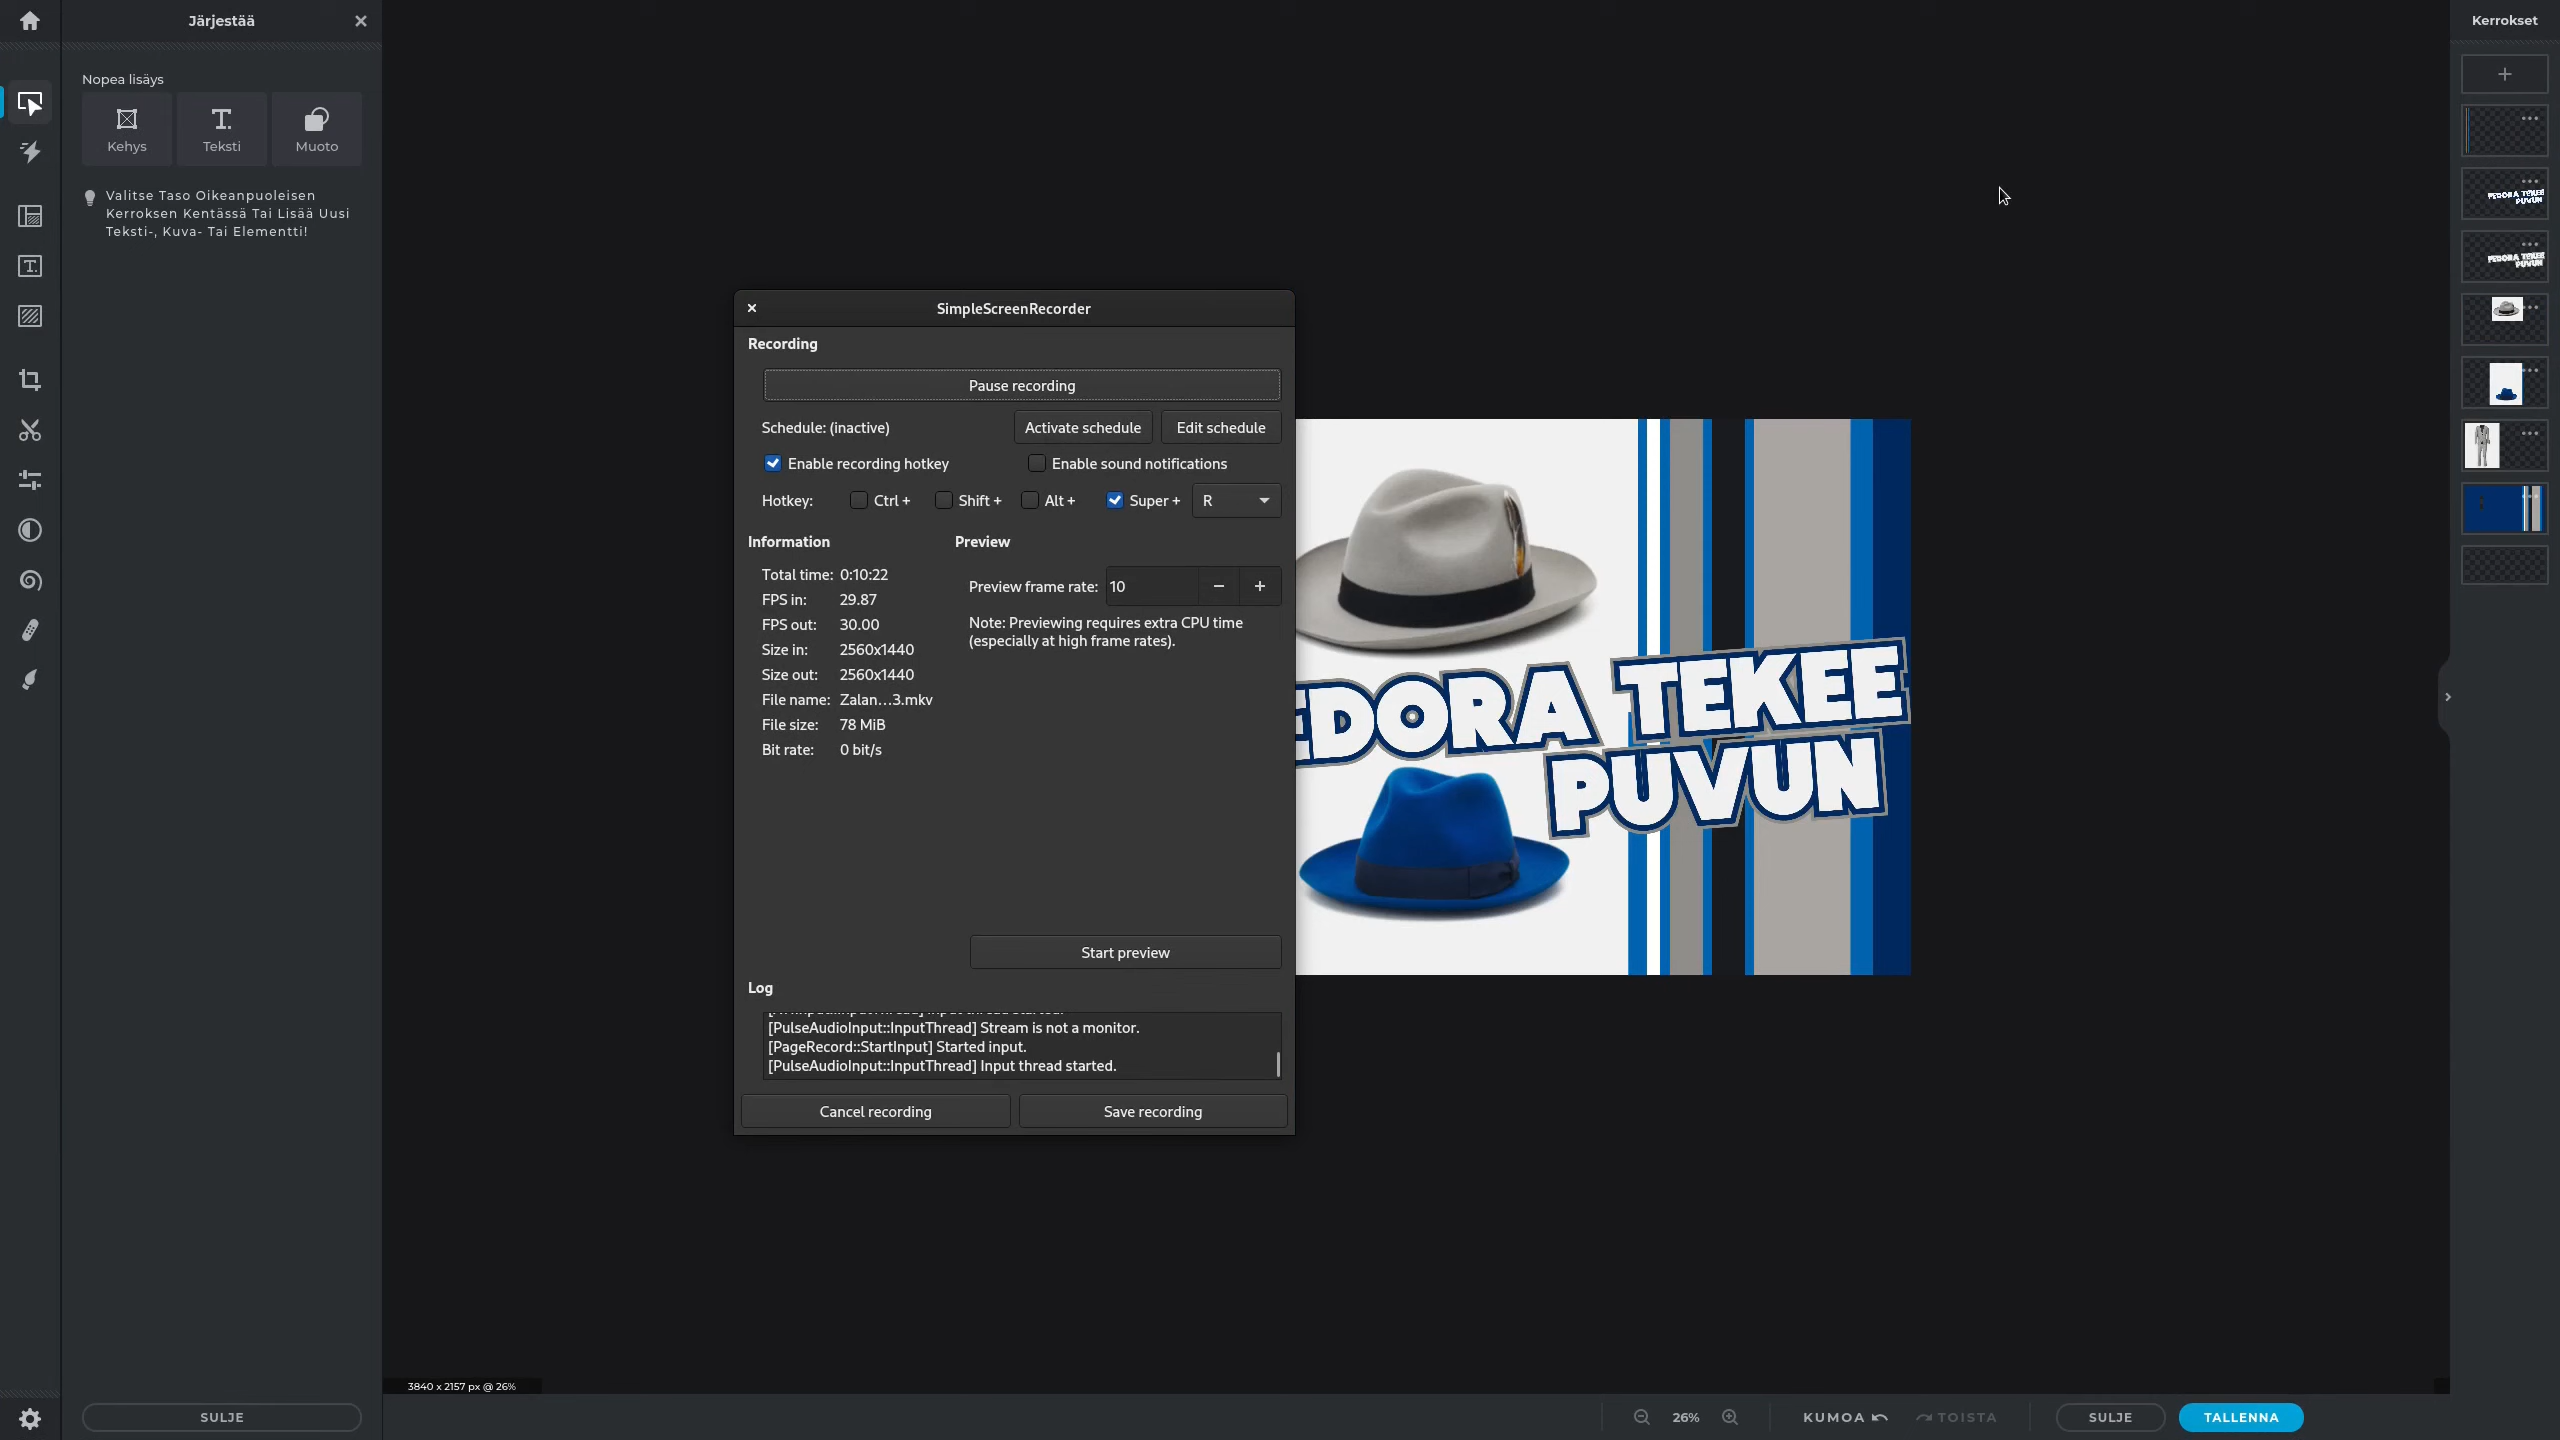 Järjestää
Nopea lisäys
Kehys
Teksti
Muoto
Valitse Taso Oikeanpuoleisen
Kerroksen Kentässä Tai Lisää Uusi
Teksti-, Kuva- Tai Elementti!
SULJE
SimpleScreenRecorder
Recording
Pause recording
Schedule: (inactive)
Activate schedule
Edit schedule
Enable recording hotkey
Enable sound notifications
Hotkey:
Ctrl +
Shift +
Alt +
Super +
R
Information
Total time: 0:10:22
FPS in: 29.87
FPS out: 30.00
Size in: 2560x1440
Size out: 2560x1440
File name: Zalan...3.mkv
File size: 78 MiB
Bit rate: 0 bit/s
Preview
Preview frame rate: 10
Note: Previewing requires extra CPU time
(especially at high frame rates).
Start preview
Log
[PulseAudioInput::InputThread] Stream is not a monitor.
[PageRecord::StartInput] Started input.
[PulseAudioInput::InputThread] Input thread started.
Cancel recording
Save recording
EDORA TEKEE
PUVUN
3840 x 2157 px @ 26%
26%
KUMOA
TOISTA
SULJE
TALLENNA
Kerrokset
FEDORA TEKEE
PUVUN
FEDORA TEKEE
PUVUN